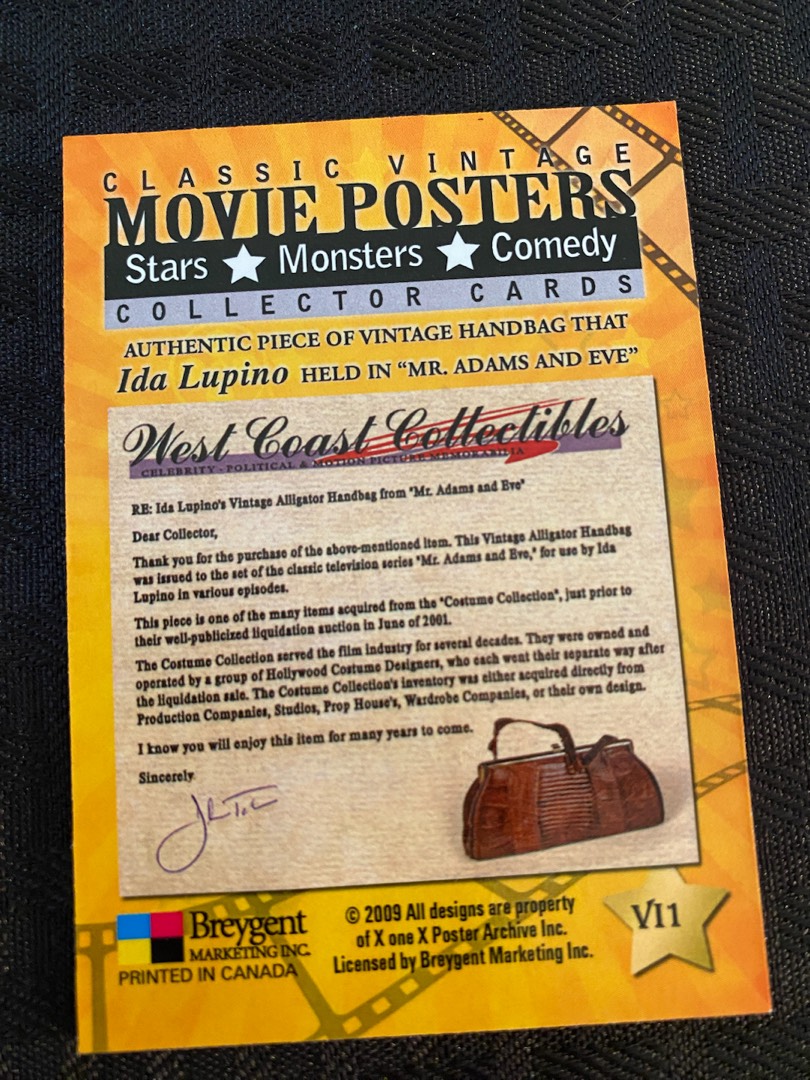 CLASSIC VINTAGE
MOVIE POSTERS
Stars ★ Monsters ★ Comedy
COLLECTOR CARDS
AUTHENTIC PIECE OF VINTAGE HANDBAG THAT
Ida Lupino HELD IN “MR. ADAMS AND EVE”
West Coast Collectibles
CELEBRITY - POLITICAL & MOTION PICTURE MEMORABILIA
RE: Ida Lupino's Vintage Alligator Handbag from "Mr. Adams and Eve"
Dear Collector,
Thank you for the purchase of the above-mentioned item. This Vintage Alligator Handbag
was issued to the set of the classic television series "Mr. Adams and Eve," for use by Ida
Lupino in various episodes.
This piece is one of the many items acquired from the "Costume Collection", just prior to
their well-publicized liquidation auction in June of 2001.
The Costume Collection served the film industry for several decades. They were owned and
operated by a group of Hollywood Costume Designers, who each went their separate way after
the liquidation sale. The Costume Collection's inventory was either acquired directly from
Production Companies, Studios, Prop House's, Wardrobe Companies, or their own design.
I know you will enjoy this item for many years to come.
Sincerely
Breygent
MARKETING INC.
PRINTED IN CANADA
© 2009 All designs are property
of X one X Poster Archive Inc.
Licensed by Breygent Marketing Inc.
VI1